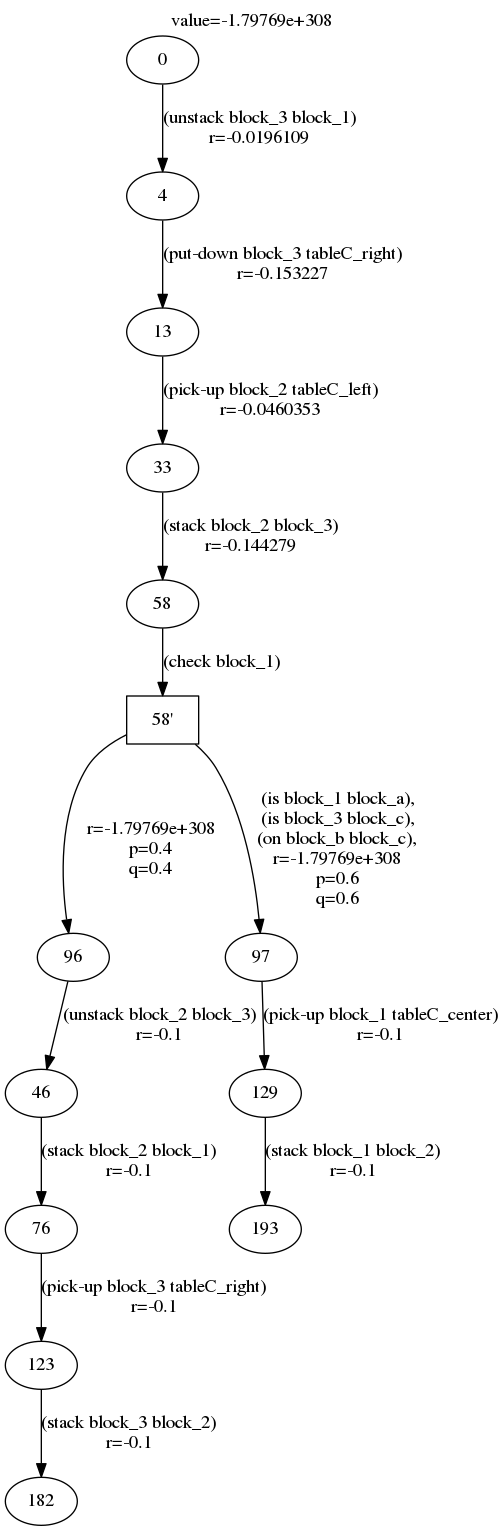 value=-1.79769e+308
0
(unstack block_3 block_1)
r=-0.0196109
4
(put-down block_3 tableC_right)
r=-0.153227
13
(pick-up block_2 tableC_left)
r=-0.0460353
33
(stack block_2 block_3)
r=-0.144279
58
(check block_1)
58'
r=-1.79769e+308
p=0.4
q=0.4
(is block_1 block_a),
(is block_3 block_c),
(on block_b block_c),
r=-1.79769e+308
p=0.6
q=0.6
96
97
(unstack block_2 block_3)
r=-0.1
(pick-up block_1 tableC_center)
r=-0.1
46
129
(stack block_2 block_1)
r=-0.1
(stack block_1 block_2)
r=-0.1
76
193
(pick-up block_3 tableC_right)
r=-0.1
123
(stack block_3 block_2)
r=-0.1
182